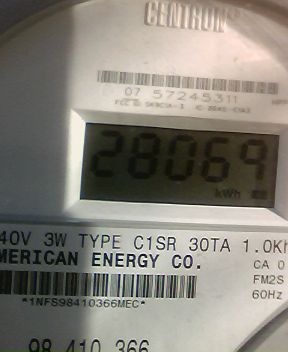 CENTRON
07 57245311
28069
kWh
40V 3W TYPE C1SR 30TA 1.0Kh
MERICAN ENERGY CO.
CA 0
FM2S
60Hz
*1NFS98410366MEC*
98 410 366